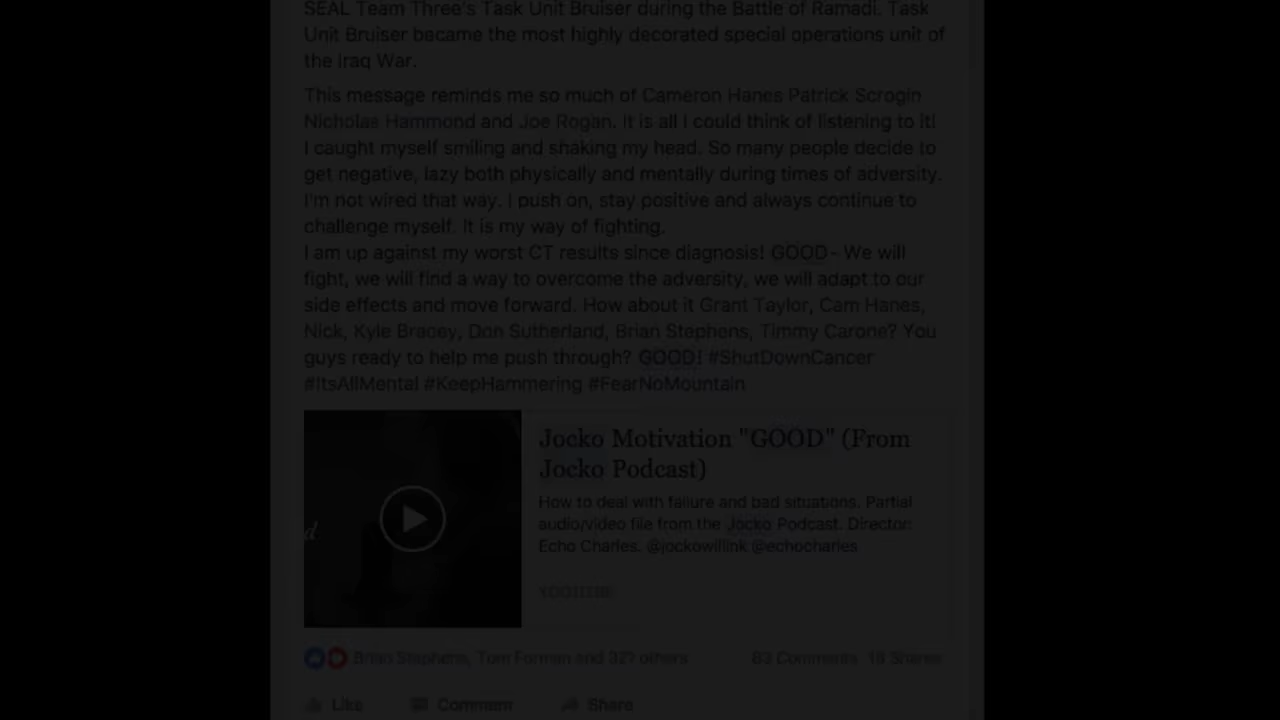 SEAL Team Three's Task Unit Bruiser during the Battle of Ramadi. Task
Unit Bruiser became the most highly decorated special operations unit of
the Iraq War.
This message reminds me so much of Cameron Hanes Patrick Scrogin
Nicholas Hammond and Joe Rogan. It is all I could think of listening to it!
I caught myself smiling and shaking my head. So many people decide to
get negative, lazy both physically and mentally during times of adversity.
I'm not wired that way. I push on, stay positive and always continue to
challenge myself. It is my way of fighting.
I am up against my worst CT results since diagnosis! GOOD - We will
fight, we will find a way to overcome the adversity, we will adapt to our
side effects and move forward. How about it Grant Taylor, Cam Hanes,
Nick, Kyle Bracey, Don Sutherland, Brian Stephens, Timmy Carone? You
guys ready to help me push through? GOOD! #ShutDownCancer
#ItsAllMental #KeepHammering #FearNoMountain
Jocko Motivation "GOOD" (From
Jocko Podcast)
How to deal with failure and bad situations. Partial
audio/video file from the Jocko Podcast. Director:
Echo Charles. @jockowillink @echocharles
Brian Stephens, Tom Forman and 327 others 83 Comments 18 Shares
Like Comment Share